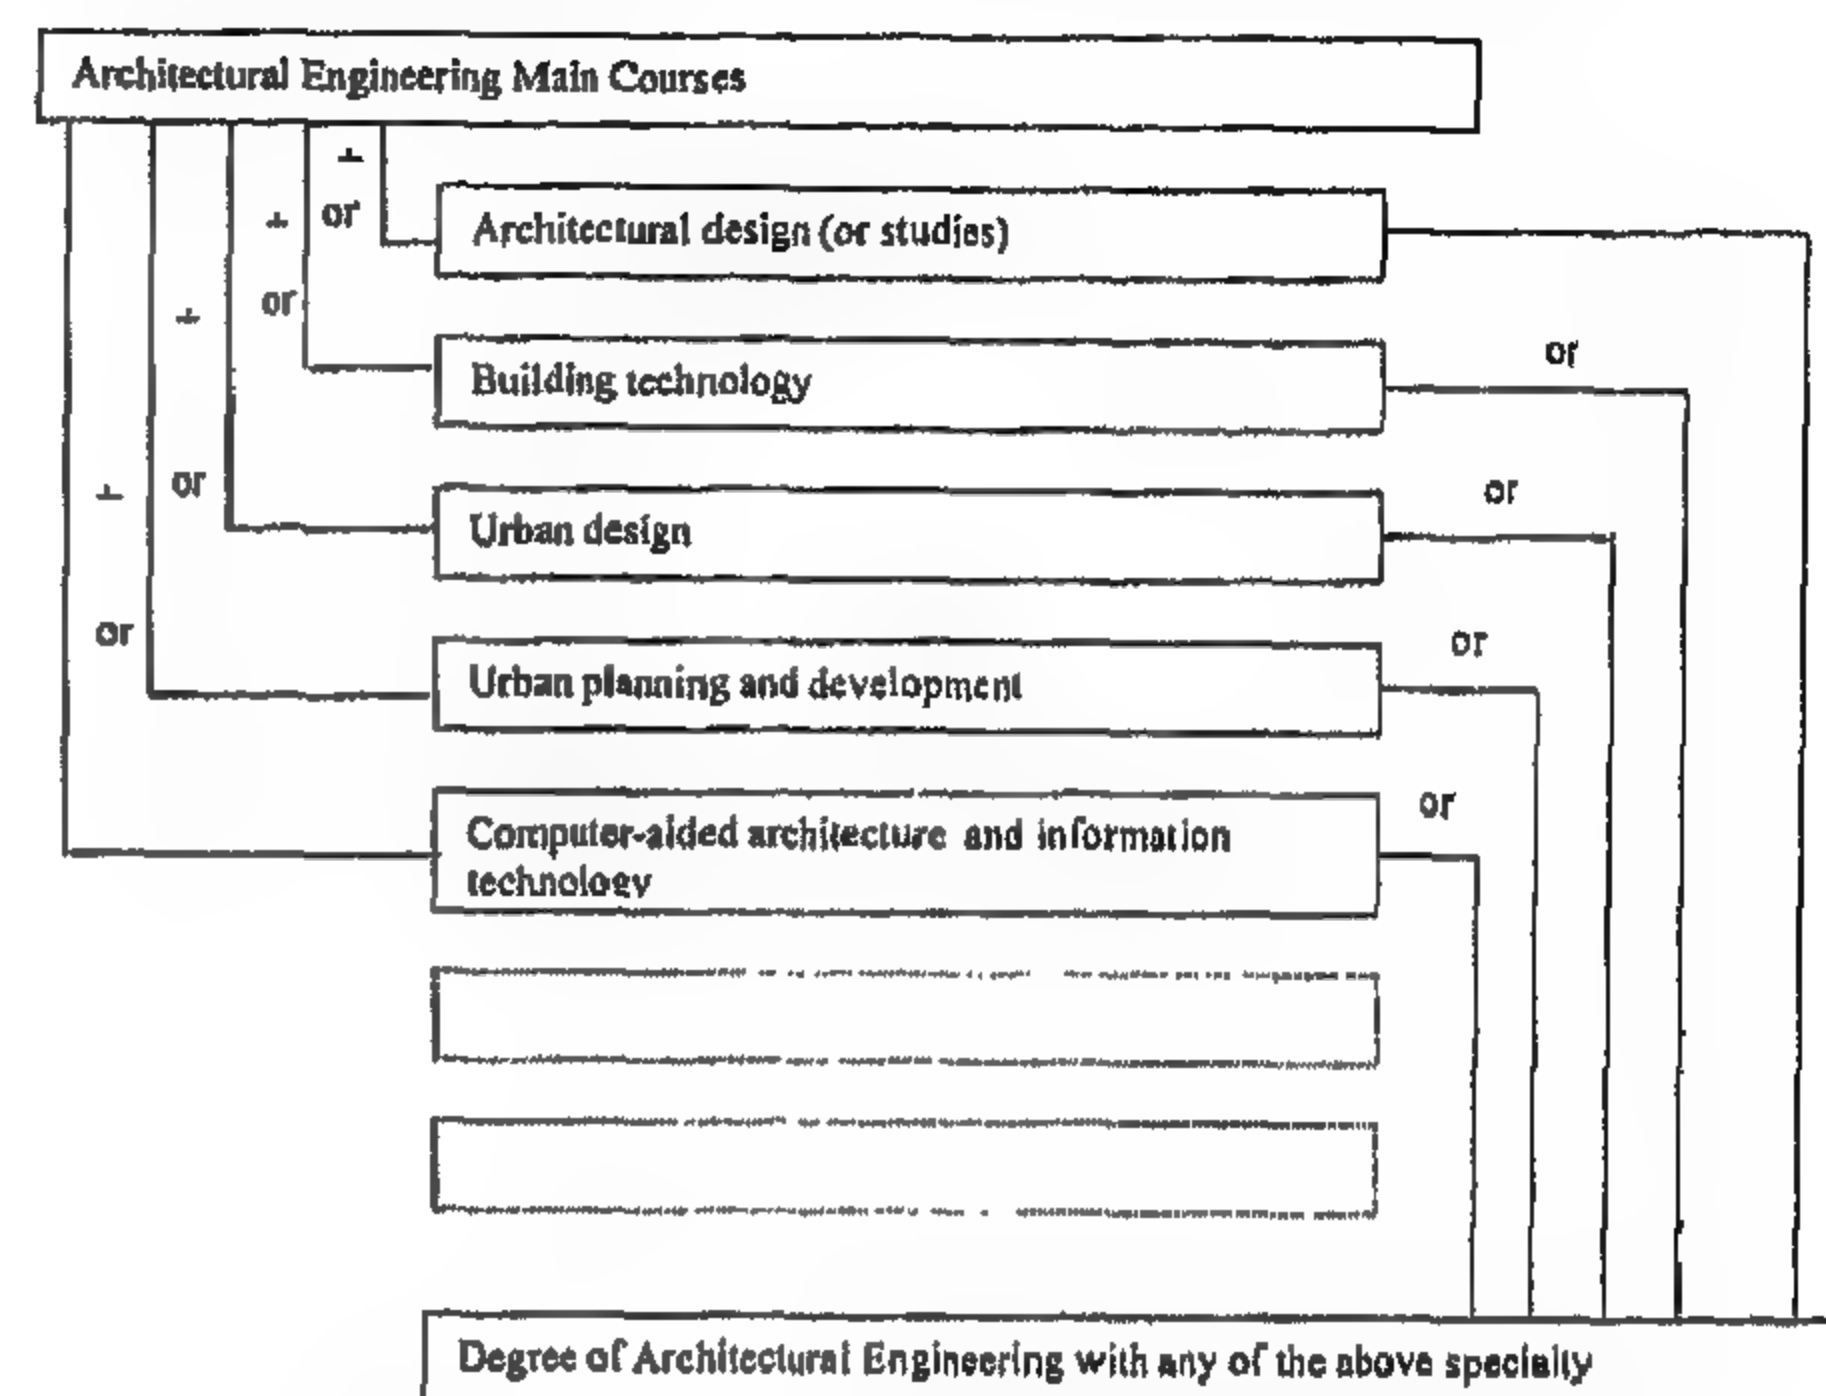 Architectural Engineering Main Courses
+
or
Architectural design (or studies)
+
or
Building technology
or
+
or
Urban design
or
+
or
Urban planning and development
or
Computer-aided architecture and information
technology
or
Degree of Architectural Engineering with any of the above specialty